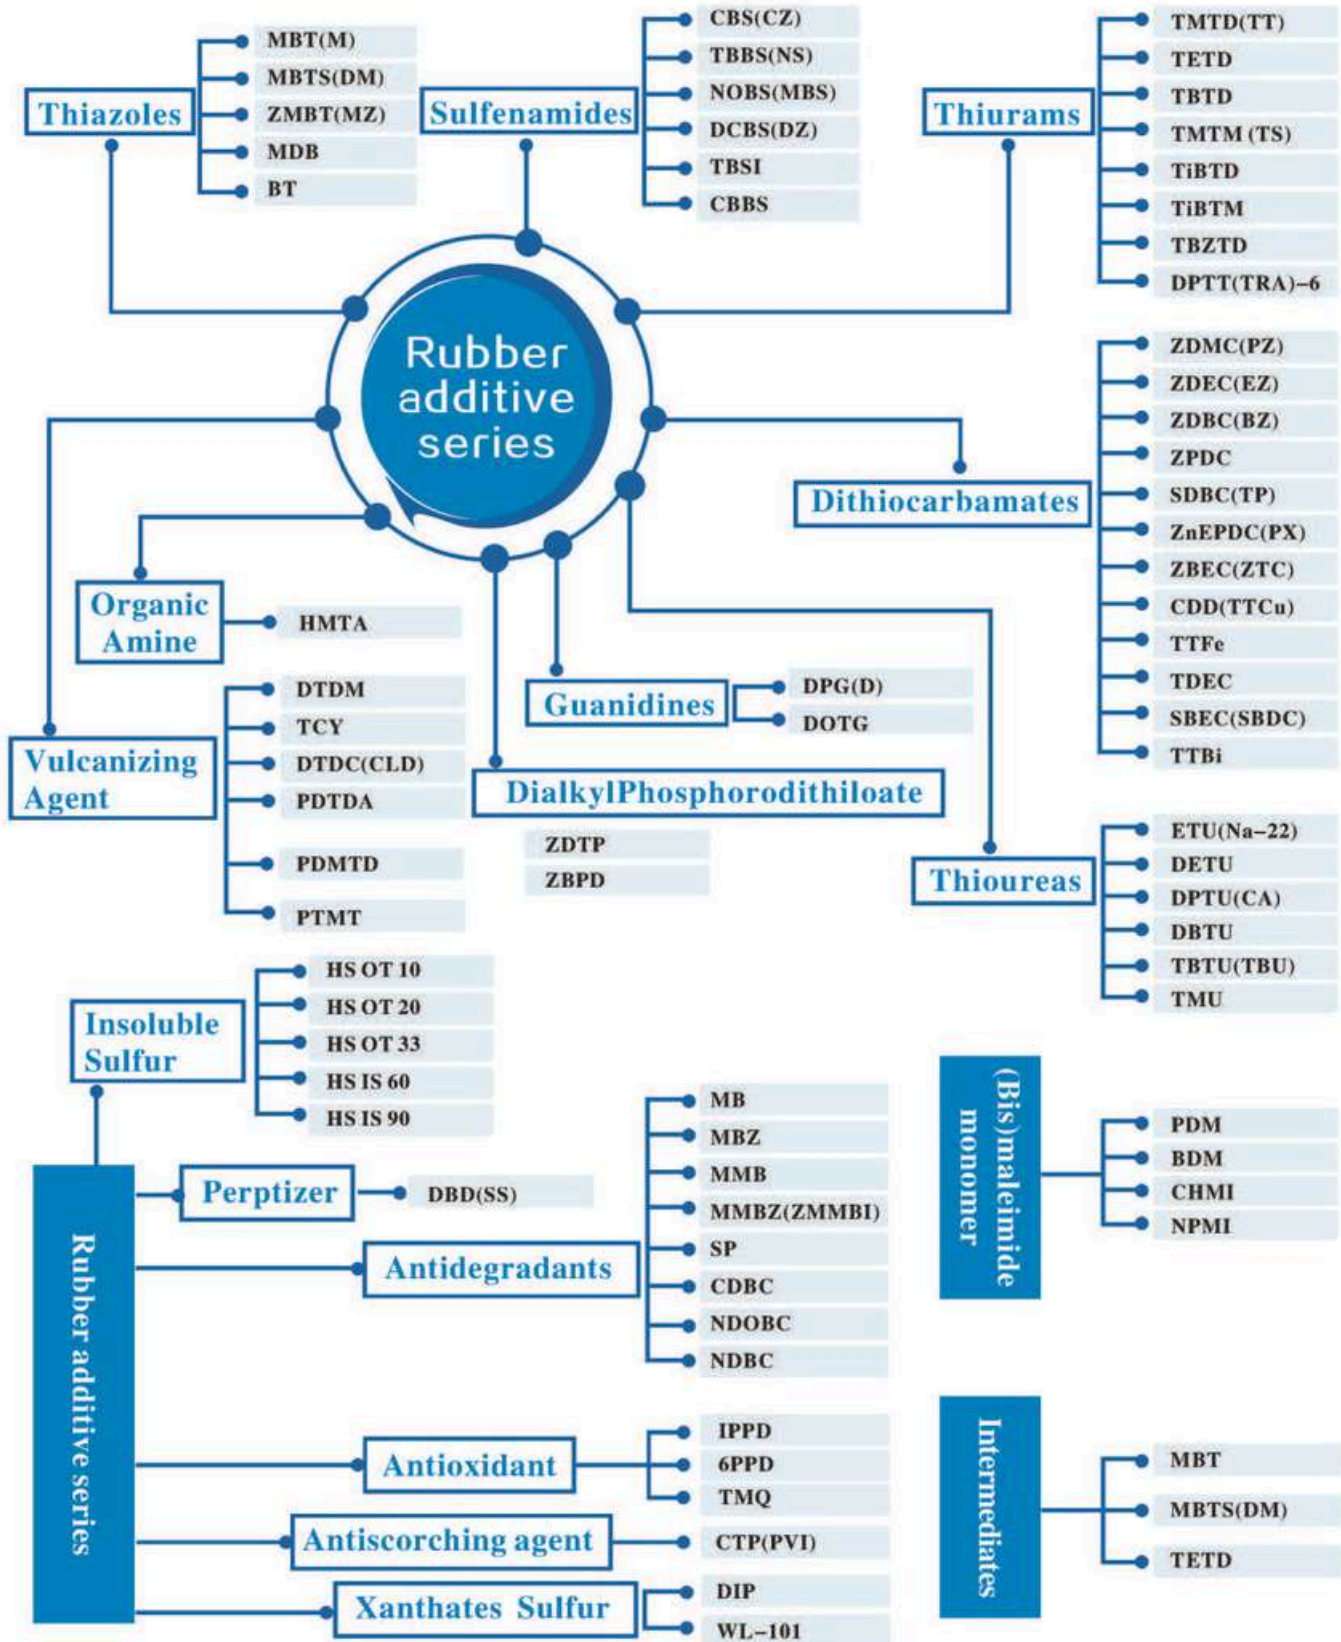 Thiazoles
MBT(M)
MBTS(DM)
ZMBT(MZ)
MDB
BT
Sulfenamides
CBS(CZ)
TBBS(NS)
NOBS(MBS)
DCBS(DZ)
TBSI
CBBS
Thiurams
TMTD(TT)
TETD
TBTD
TMTM (TS)
TiBTD
TiBTM
TBZTD
DPTT(TRA)-6
Rubber
additive
series
Dithiocarbamates
ZDMC(PZ)
ZDEC(EZ)
ZDBC(BZ)
ZPDC
SDBC(TP)
ZnEPDC(PX)
ZBEC(ZTC)
CDD(TTCu)
TTFe
TDEC
SBEC(SBDC)
TTBi
Organic
Amine
HMTA
Vulcanizing
Agent
DTDM
TCY
DTDC(CLD)
PDTDA
PDMTD
PTMT
Guanidines
DPG(D)
DOTG
DialkylPhosphorodithiloate
ZDTP
ZBPD
Thioureas
ETU(Na-22)
DETU
DPTU(CA)
DBTU
TBTU(TBU)
TMU
Rubber additive series
Insoluble
Sulfur
HS OT 10
HS OT 20
HS OT 33
HS IS 60
HS IS 90
Perptizer
DBD(SS)
Antidegradants
MB
MBZ
MMB
MMBZ(ZMMBI)
SP
CDBC
NDOBC
NDBC
Antioxidant
IPPD
6PPD
TMQ
Antiscorching agent
CTP(PVI)
Xanthates Sulfur
DIP
WL-101
(Bis)maleimide
monomer
PDM
BDM
CHMI
NPMI
Intermediates
MBT
MBTS(DM)
TETD